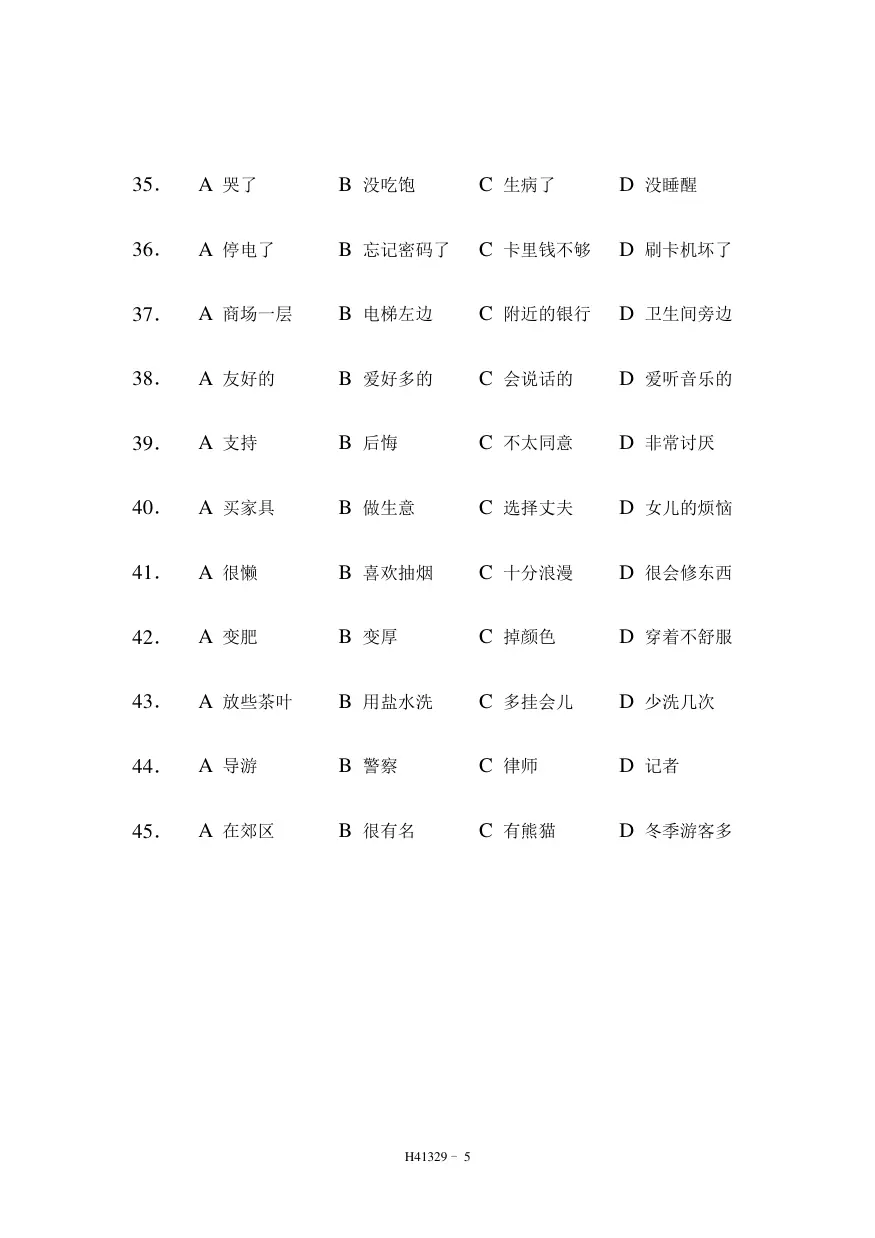 35． A 哭了 B 没吃饱 C 生病了 D 没睡醒
36． A 停电了 B 忘记密码了 C 卡里钱不够 D 刷卡机坏了
37． A 商场一层 B 电梯左边 C 附近的银行 D 卫生间旁边
38． A 友好的 B 爱好多的 C 会说话的 D 爱听音乐的
39． A 支持 B 后悔 C 不太同意 D 非常讨厌
40． A 买家具 B 做生意 C 选择丈夫 D 女儿的烦恼
41． A 很懒 B 喜欢抽烟 C 十分浪漫 D 很会修东西
42． A 变肥 B 变厚 C 掉颜色 D 穿着不舒服
43． A 放些茶叶 B 用盐水洗 C 多挂会儿 D 少洗几次
44． A 导游 B 警察 C 律师 D 记者
45． A 在郊区 B 很有名 C 有熊猫 D 冬季游客多
H41329﹣ 5